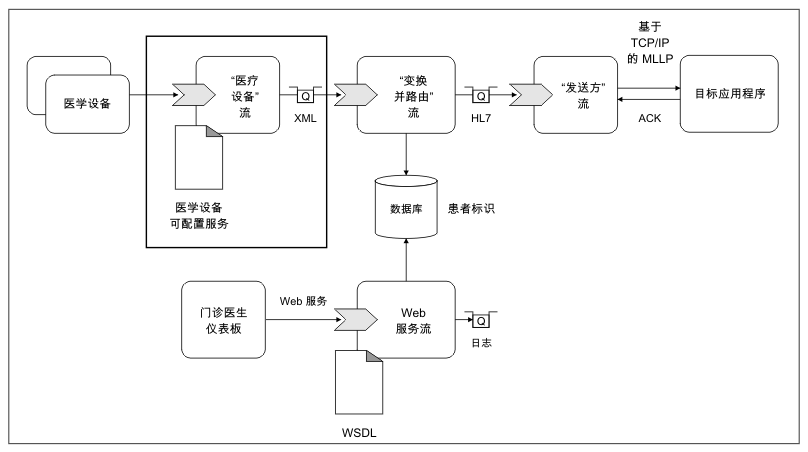 医学设备
“医疗
设备”
流
Q
XML
医学设备
可配置服务
“变换
并路由”
流
Q
HL7
“发送方”
流
基于
TCP/IP
的 MLLP
ACK
目标应用程序
数据库
患者标识
门诊医生
仪表板
Web 服务
Web
服务流
Q
日志
WSDL